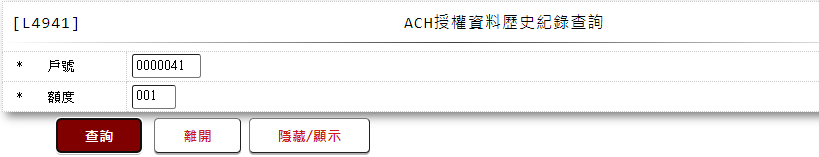 [L4941] ACH授權資料歷史紀錄查詢
* 戶號 0000041
* 額度 001
查詢 離開 隱藏/顯示